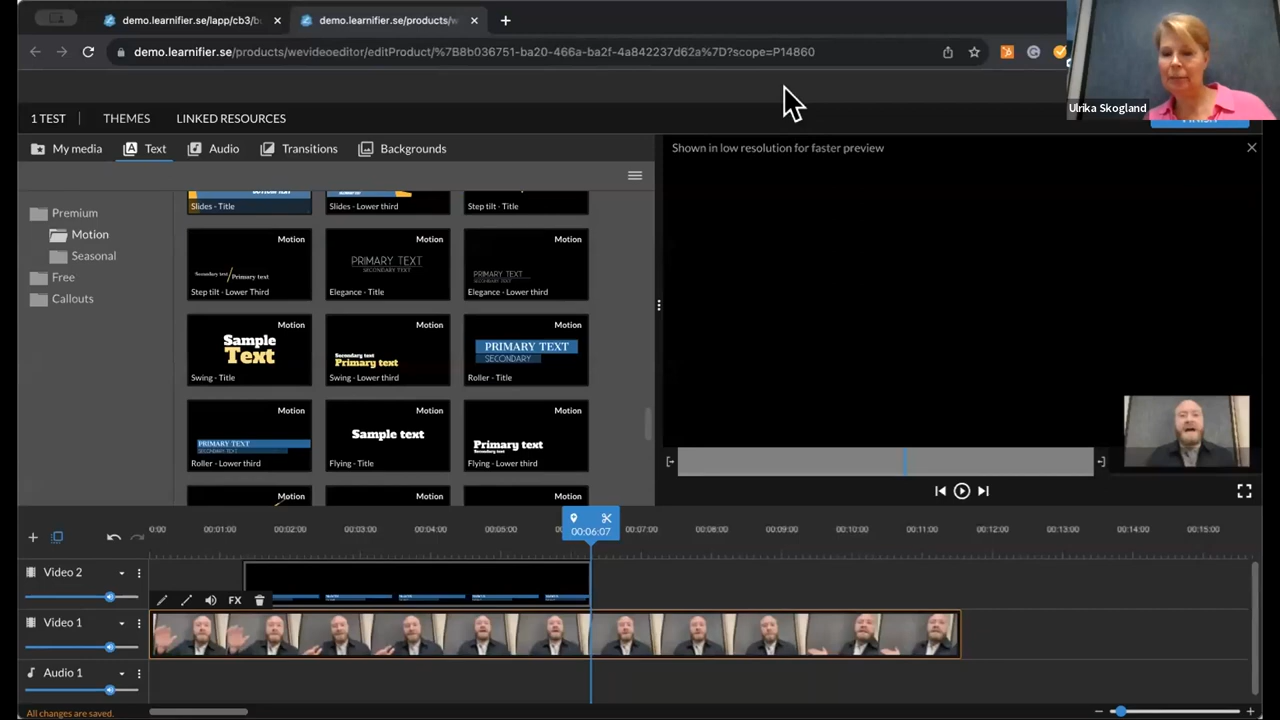 demo.learnifier.se/lapp/cb3/b
demo.learnifier.se/products/w
demo.learnifier.se/products/wevideoeditor/editProduct/%7B8b036751-ba20-466a-ba2f-4a842237d62a%7D?scope=P14860
Ulrika Skogland
1 TEST
THEMES
LINKED RESOURCES
FINISH
My media
Text
Audio
Transitions
Backgrounds
Shown in low resolution for faster preview
Premium
Motion
Seasonal
Free
Callouts
Slides - Title
Slides - Lower third
Step tilt - Title
Motion
Secondary text
Primary text
Step tilt - Lower Third
Motion
PRIMARY TEXT
SECONDARY TEXT
Elegance - Title
Motion
PRIMARY TEXT
SECONDARY TEXT
Elegance - Lower third
Motion
Sample
Text
Swing - Title
Motion
Secondary text
Primary text
Swing - Lower third
Motion
PRIMARY TEXT
SECONDARY
Roller - Title
Motion
PRIMARY TEXT
SECONDARY TEXT
Roller - Lower third
Motion
Sample text
Flying - Title
Motion
Primary text
Secondary text
Flying - Lower third
Motion
Motion
Motion
0:00
00:01:00
00:02:00
00:03:00
00:04:00
00:05:00
00:06:07
00:07:00
00:08:00
00:09:00
00:10:00
00:11:00
00:12:00
00:13:00
00:14:00
00:15:00
Video 2
FX
Video 1
Audio 1
All changes are saved.